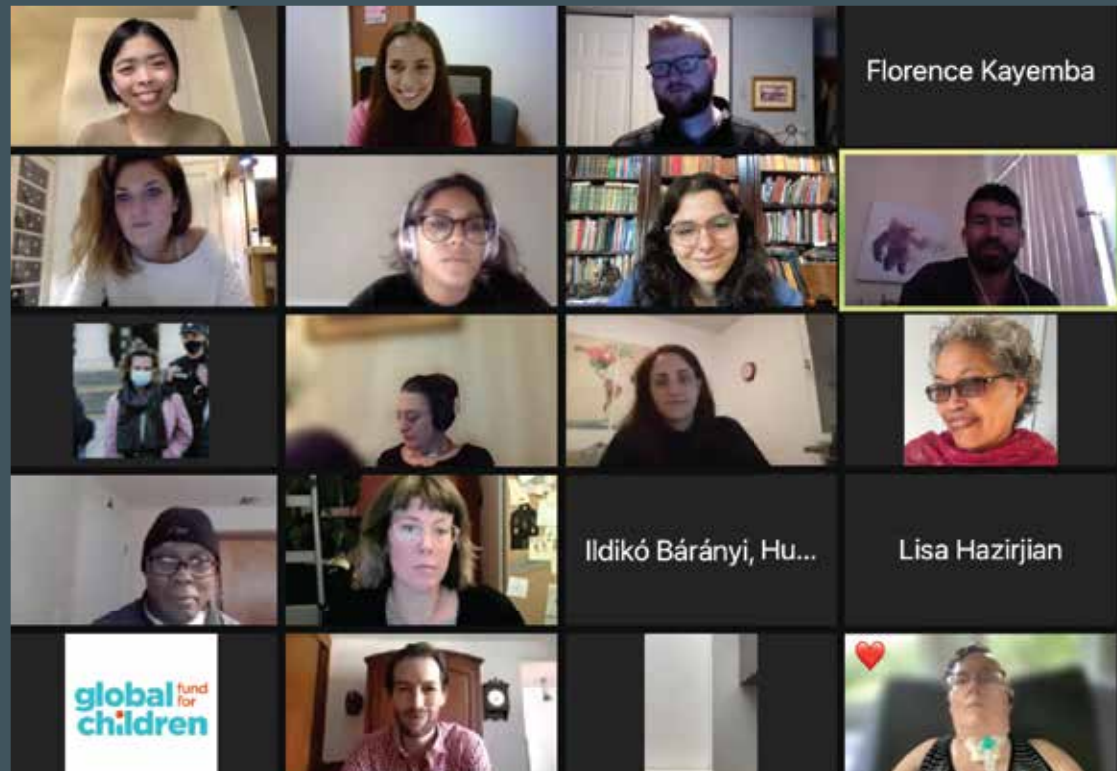 Florence Kayemba
Ildikó Bárányi, Hu...
Lisa Hazirjian
global fund
for
children